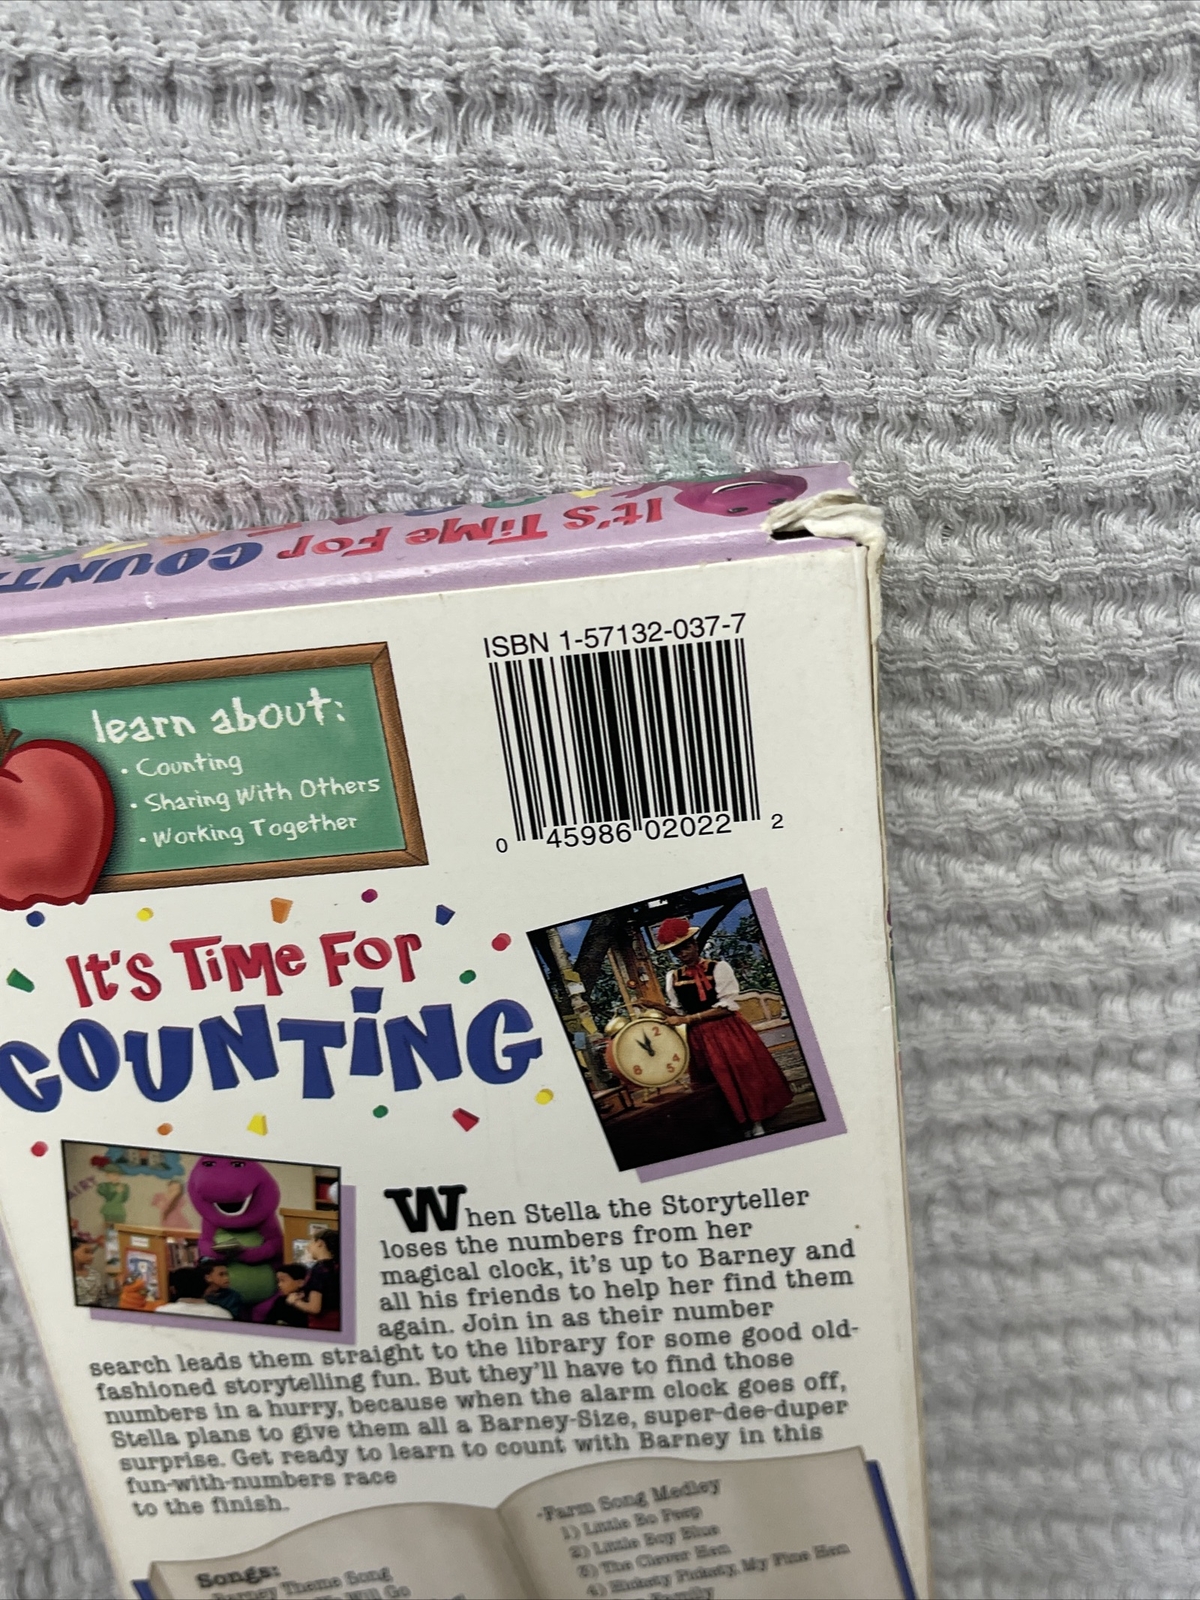 It's Time For
ISBN 1-57132-037-7
0 45986 02022 2
learn about:
• Counting
• Sharing With Others
• Working Together
It's Time For
COUNTING
When Stella the Storyteller
loses the numbers from her
magical clock, it's up to Barney and
all his friends to help her find them
again. Join in as their number
search leads them straight to the library for some good old-
fashioned storytelling fun. But they'll have to find those
numbers in a hurry, because when the alarm clock goes off,
Stella plans to give them all a Barney-Size, super-dee-duper
surprise. Get ready to learn to count with Barney in this
fun-with-numbers race
to the finish.
Songs:
Barney Theme Song
Will Go
-Farm Song Medley
1) Little Bo Peep
2) Little Boy Blue
3) The Clever Hen
4) Hickety Pickety, My Fine Hen
Family